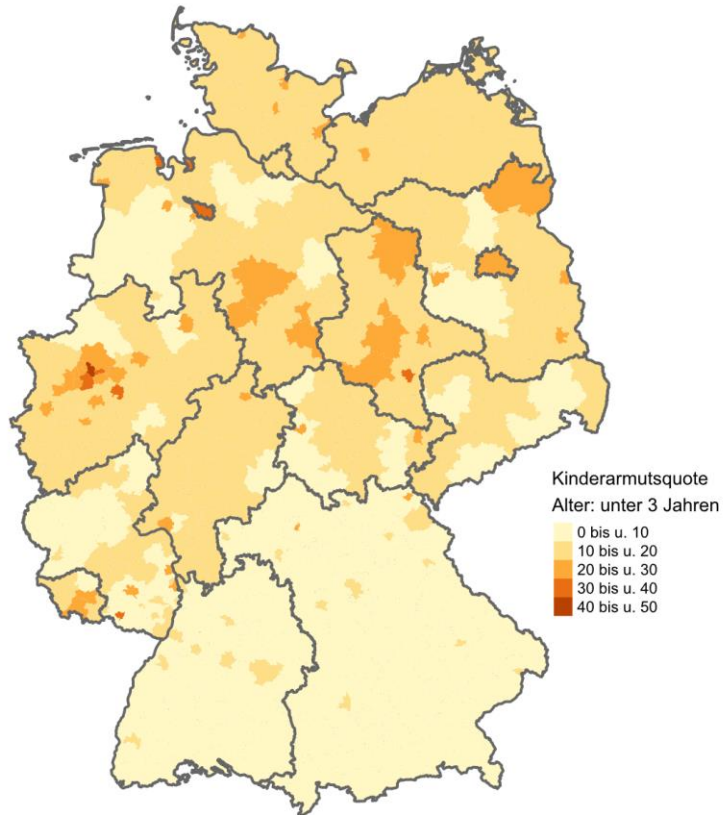 Kinderarmutsquote
Alter: unter 3 Jahren
0 bis u. 10
10 bis u. 20
20 bis u. 30
30 bis u. 40
40 bis u. 50